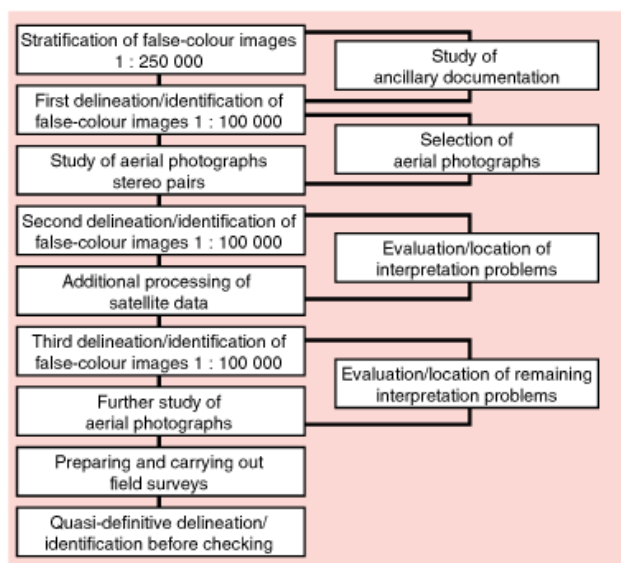 Stratification of false-colour images
1 : 250 000
Study of
ancillary documentation
First delineation/identification of
false-colour images 1 : 100 000
Selection of
aerial photographs
Study of aerial photographs
stereo pairs
Second delineation/identification of
false-colour images 1 : 100 000
Evaluation/location of
interpretation problems
Additional processing of
satellite data
Third delineation/identification of
false-colour images 1 : 100 000
Evaluation/location of remaining
interpretation problems
Further study of
aerial photographs
Preparing and carrying out
field surveys
Quasi-definitive delineation/
identification before checking